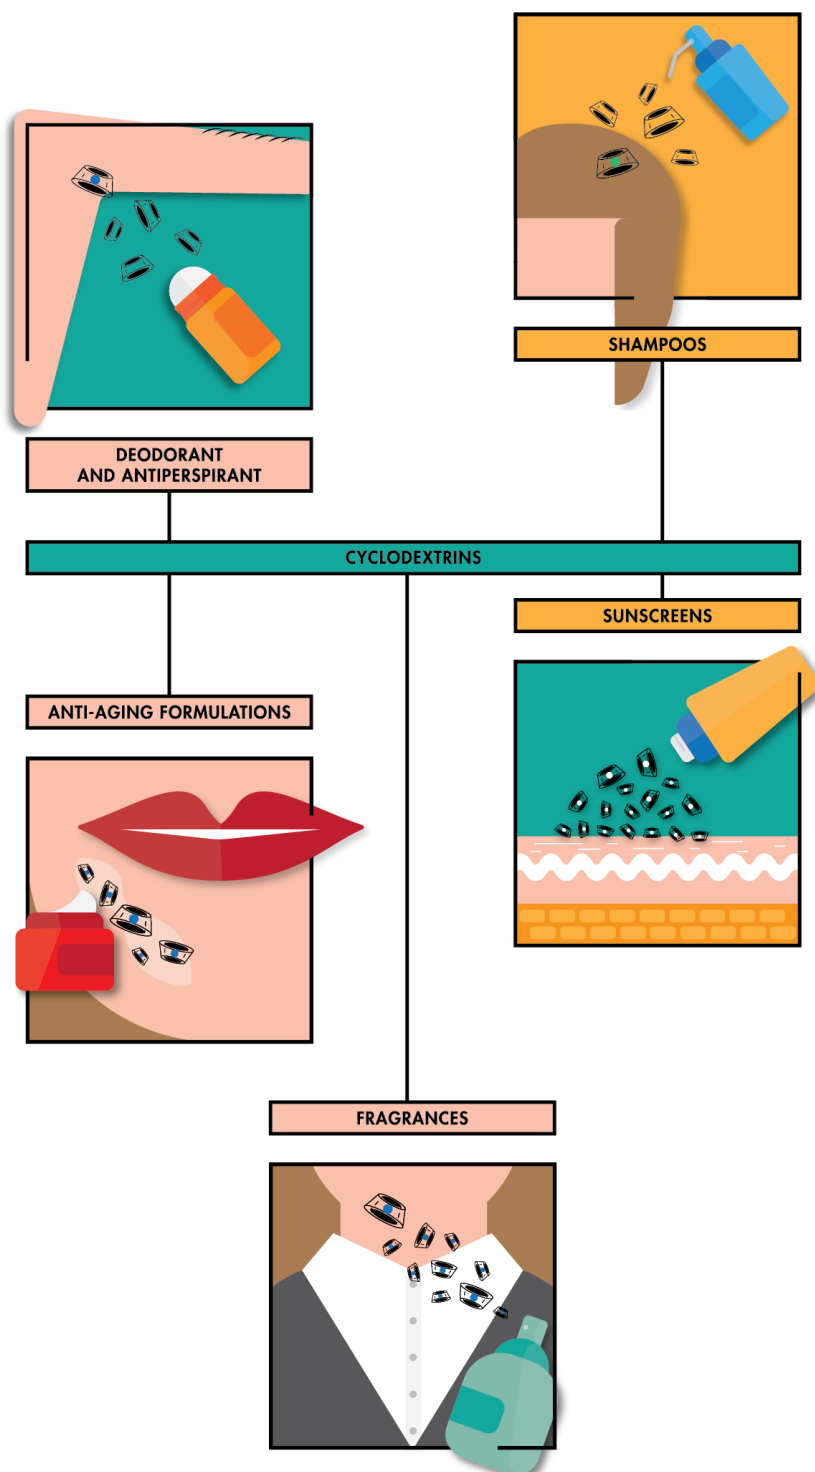 SHAMPOOS
DEODORANT
AND ANTIPERSPIRANT
CYCLODEXTRINS
SUNSCREENS
ANTI-AGING FORMULATIONS
FRAGRANCES